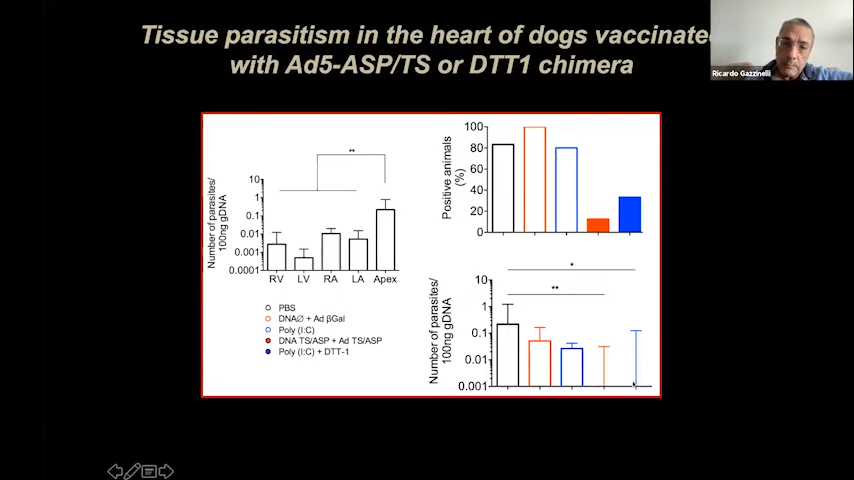 Tissue parasitism in the heart of dogs vaccinate
with Ad5-ASP/TS or DTT1 chimera
Ricardo Gazzinelli
Number of parasites/
100ng gDNA
10
1
0.1
0.01
0.001
0.0001
**
RV LV RA LA Apex
PBS
DNAØ + Ad βGal
Poly (I:C)
DNA TS/ASP + Ad TS/ASP
Poly (I:C) + DTT-1
Positive animals
(%)
100
80
60
40
20
0
Number of parasites/
100ng gDNA
10
1
0.1
0.01
0.001
*
**